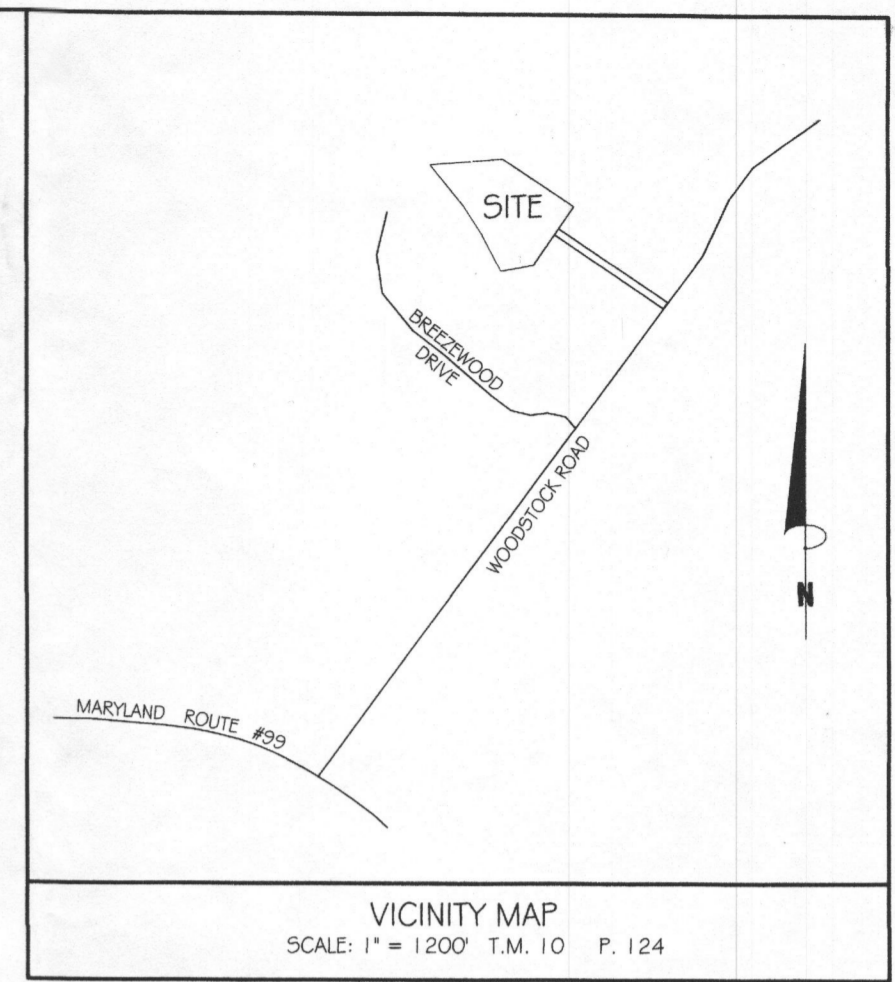 SITE
BREEZEWOOD
DRIVE
WOODSTOCK ROAD
N
MARYLAND ROUTE #99
VICINITY MAP
SCALE: 1" = 1200' T.M. 10 P. 124